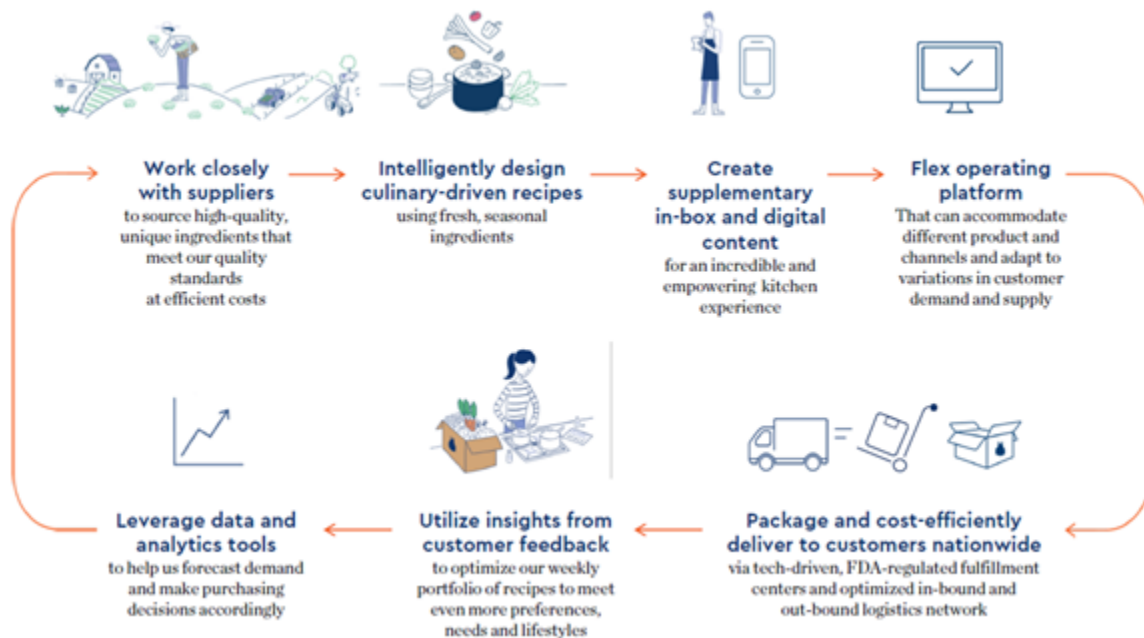 Work closely
with suppliers
to source high-quality,
unique ingredients that
meet our quality
standards
at efficient costs
Intelligently design
culinary-driven recipes
using fresh, seasonal
ingredients
Create
supplementary
in-box and digital
content
for an incredible and
empowering kitchen
experience
Flex operating
platform
That can accommodate
different product and
channels and adapt to
variations in customer
demand and supply
Package and cost-efficiently
deliver to customers nationwide
via tech-driven, FDA-regulated fulfillment
centers and optimized in-bound and
out-bound logistics network
Utilize insights from
customer feedback
to optimize our weekly
portfolio of recipes to meet
even more preferences,
needs and lifestyles
Leverage data and
analytics tools
to help us forecast demand
and make purchasing
decisions accordingly